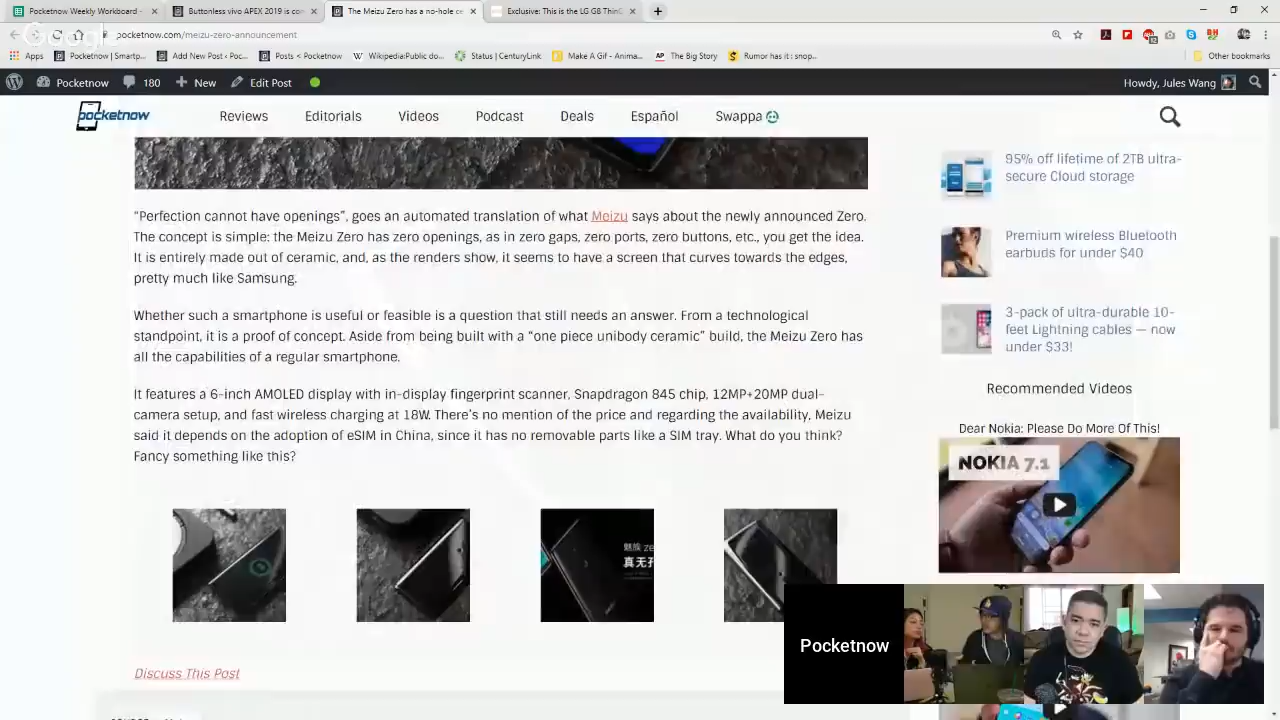 Pocketnow Weekly Workboard -
Buttonless vivo APEX 2019 is con
The Meizu Zero has a no-hole ce
Exclusive: This is the LG G8 ThinQ
Google
pocketnow.com/meizu-zero-announcement
12
Apps
Pocketnow | Smartp...
Add New Post ‹ Poc...
Posts ‹ Pocketnow
Wikipedia:Public do...
Status | CenturyLink
Make A Gif - Anima...
AP The Big Story
Rumor has it : snop...
Other bookmarks
Pocketnow
180
New
Edit Post
Howdy, Jules Wang
pocketnow
Reviews
Editorials
Videos
Podcast
Deals
Español
Swappa
95% off lifetime of 2TB ultra-
secure Cloud storage
“Perfection cannot have openings”, goes an automated translation of what Meizu says about the newly announced Zero.
The concept is simple: the Meizu Zero has zero openings, as in zero gaps, zero ports, zero buttons, etc., you get the idea.
It is entirely made out of ceramic, and, as the renders show, it seems to have a screen that curves towards the edges,
pretty much like Samsung.
Premium wireless Bluetooth
earbuds for under $40
Whether such a smartphone is useful or feasible is a question that still needs an answer. From a technological
standpoint, it is a proof of concept. Aside from being built with a “one piece unibody ceramic” build, the Meizu Zero has
all the capabilities of a regular smartphone.
3-pack of ultra-durable 10-
feet Lightning cables — now
under $33!
It features a 6-inch AMOLED display with in-display fingerprint scanner, Snapdragon 845 chip, 12MP+20MP dual-
camera setup, and fast wireless charging at 18W. There’s no mention of the price and regarding the availability, Meizu
said it depends on the adoption of eSIM in China, since it has no removable parts like a SIM tray. What do you think?
Fancy something like this?
Recommended Videos
Dear Nokia: Please Do More Of This!
NOKIA 7.1
魅族 ze
真无孔
Pocketnow
Discuss This Post